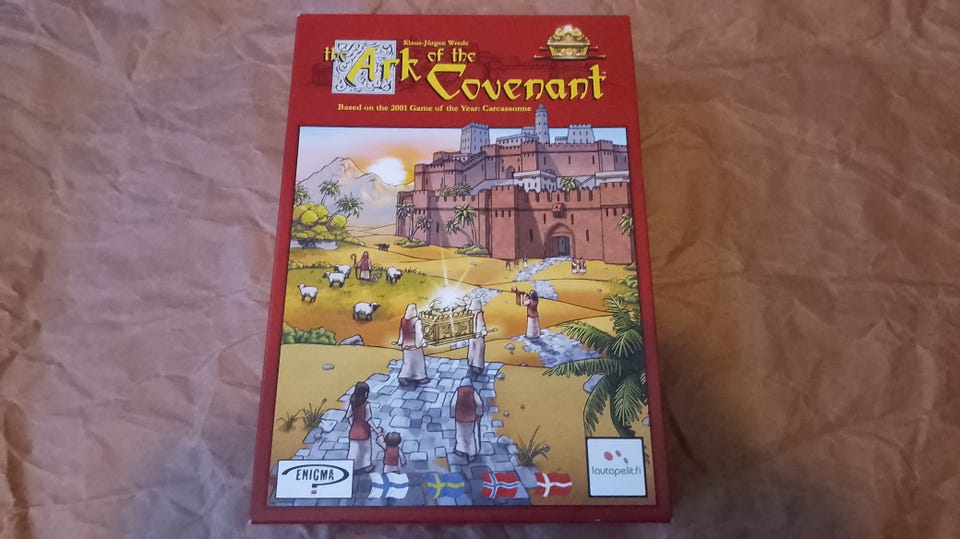 Klaus-Jürgen Wrede
the Ark of the
Covenant
Based on the 2001 Game of the Year: Carcassonne
ENIGMA
?
lautapelit.fi